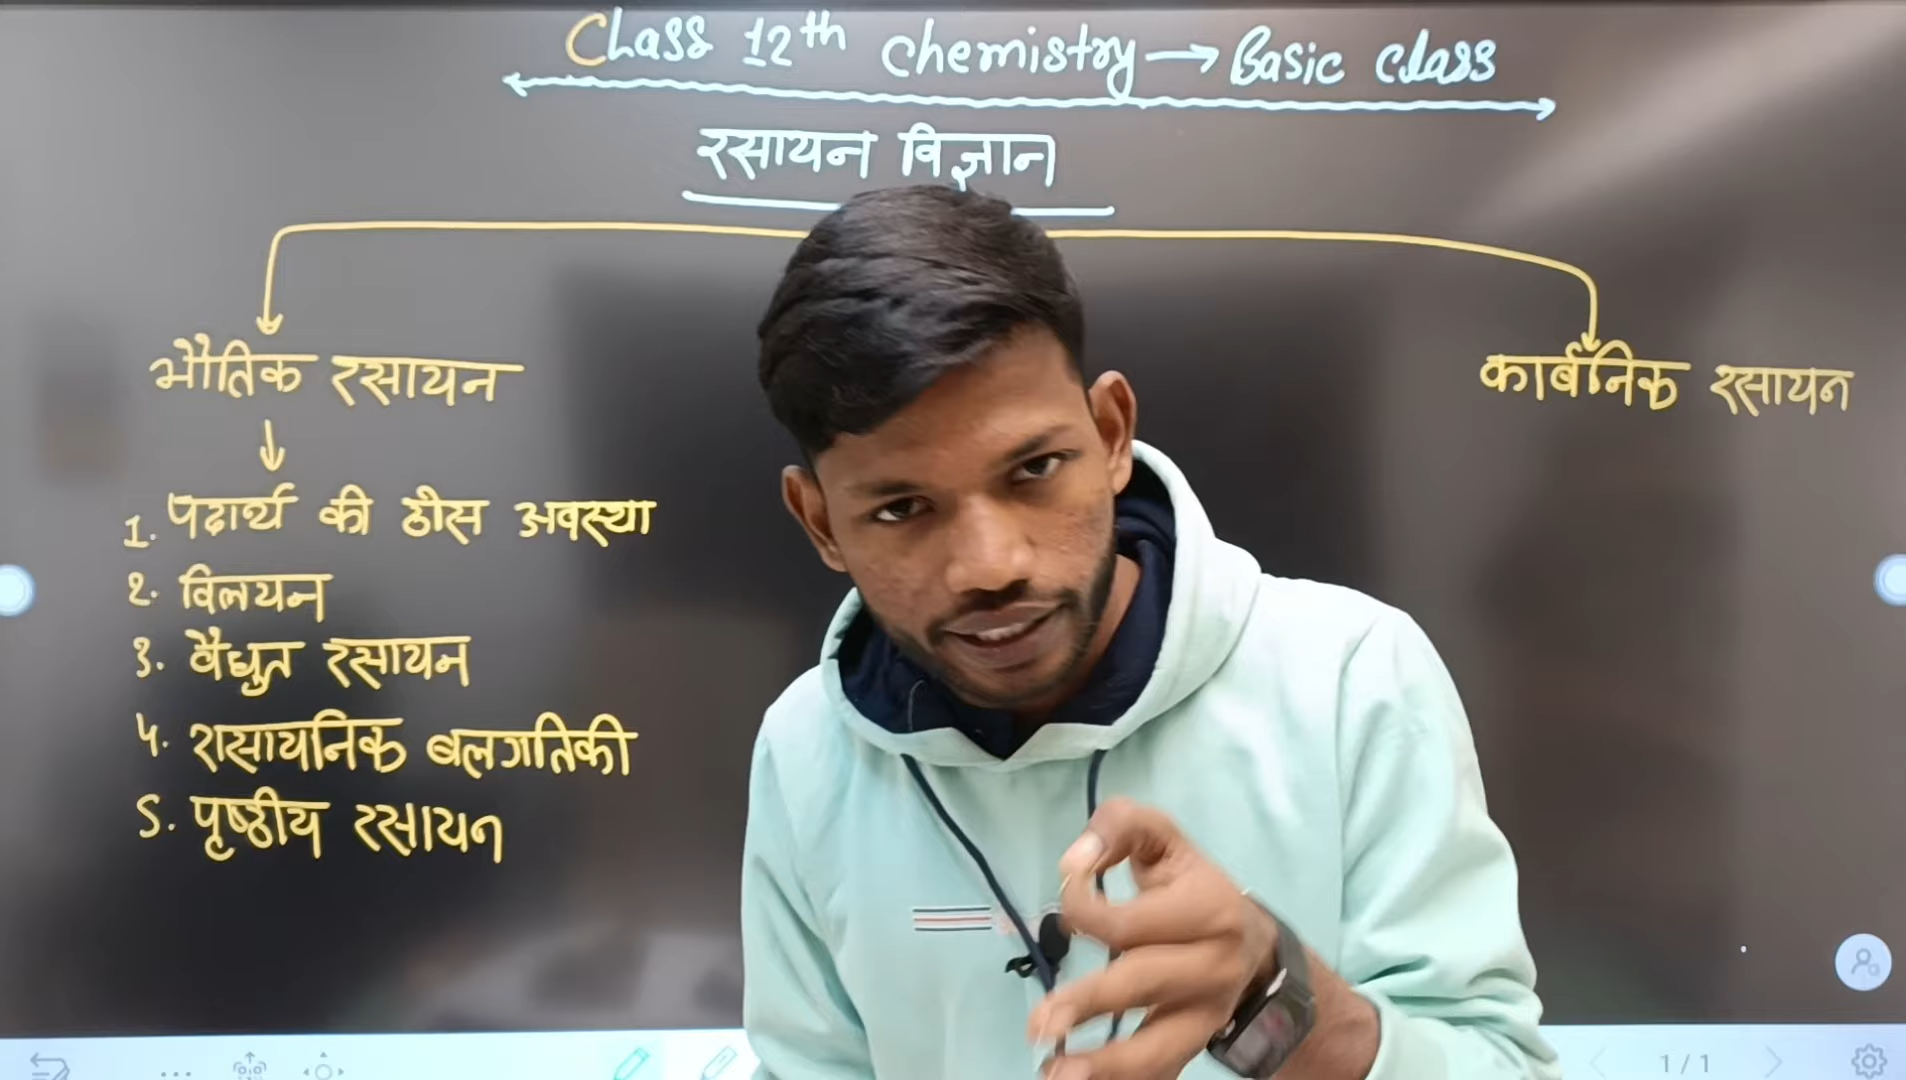 Class 12th chemistry → Basic class
रसायन विज्ञान
भौतिक रसायन
कार्बनिक रसायन
1. पदार्थ की ठोस अवस्था
2. विलयन
3. वैधुत रसायन
4. रासायनिक बलगतिकी
5. पृष्ठीय रसायन
1/1